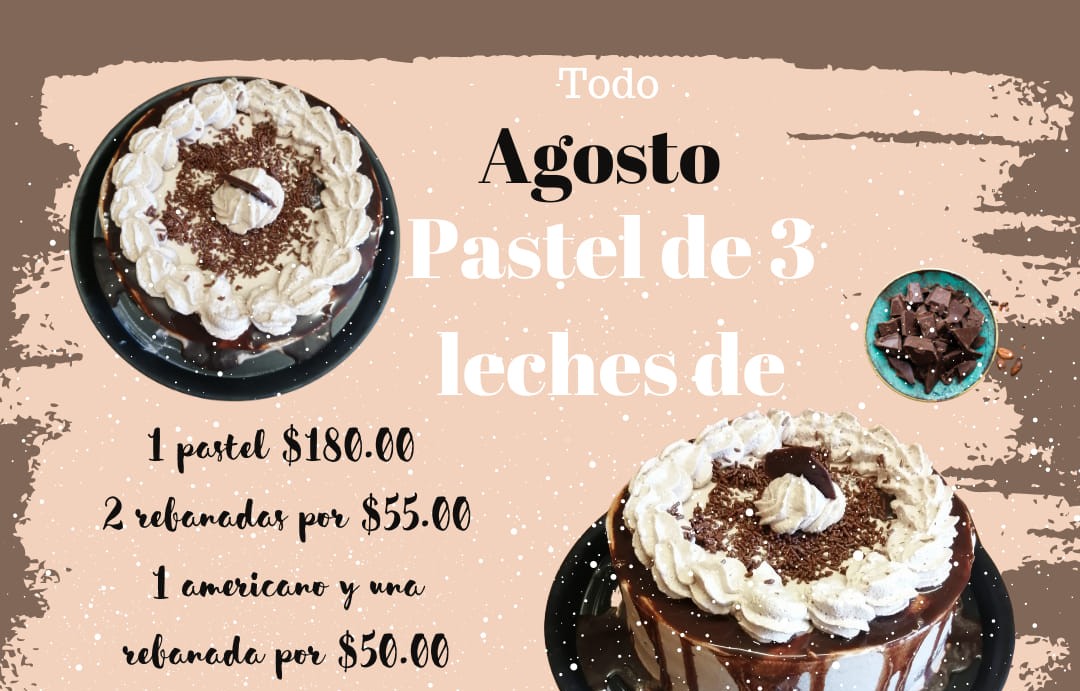 Todo
Agosto
Pastel de 3
leches de
1 pastel $180.00
2 rebanadas por $55.00
1 americano y una
rebanada por $50.00